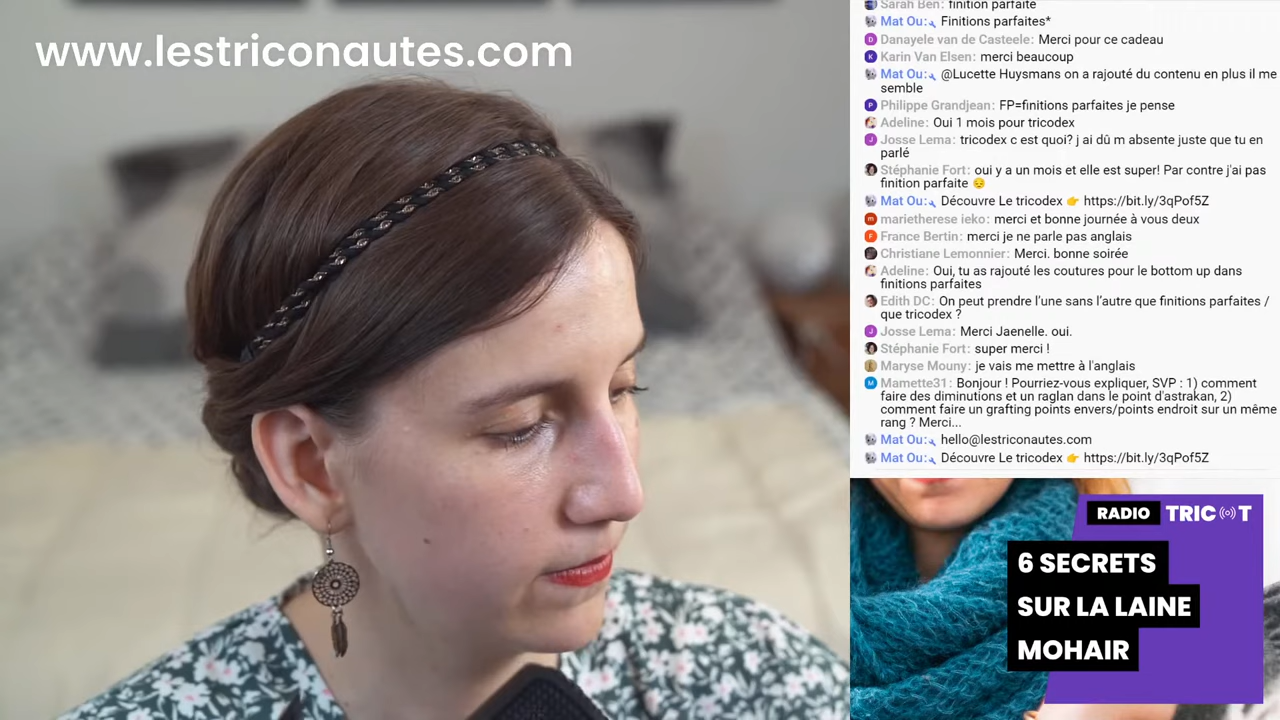 www.lestriconautes.com
Sarah Ben: finition parfaite
Mat Ou: Finitions parfaites*
Danayele van de Casteele: Merci pour ce cadeau
Karin Van Elsen: merci beaucoup
Mat Ou: @Lucette Huysmans on a rajouté du contenu en plus il me
semble
Philippe Grandjean: FP=finitions parfaites je pense
Adeline: Oui 1 mois pour tricodex
Josse Lema: tricodex c est quoi? j ai dû m absente juste que tu en
parlé
Stéphanie Fort: oui y a un mois et elle est super! Par contre j'ai pas
finition parfaite 😔
Mat Ou: Découvre Le tricodex 👉 https://bit.ly/3qPof5Z
marietherese ieko: merci et bonne journée à vous deux
France Bertin: merci je ne parle pas anglais
Christiane Lemonnier: Merci. bonne soirée
Adeline: Oui, tu as rajouté les coutures pour le bottom up dans
finitions parfaites
Edith DC: On peut prendre l'une sans l'autre que finitions parfaites /
que tricodex ?
Josse Lema: Merci Jaenelle. oui.
Stéphanie Fort: super merci !
Maryse Mouny: je vais me mettre à l'anglais
Mamette31: Bonjour ! Pourriez-vous expliquer, SVP : 1) comment
faire des diminutions et un raglan dans le point d'astrakan, 2)
comment faire un grafting points envers/points endroit sur un même
rang ? Merci...
Mat Ou: hello@lestriconautes.com
Mat Ou: Découvre Le tricodex 👉 https://bit.ly/3qPof5Z
RADIO TRICOT
6 SECRETS
SUR LA LAINE
MOHAIR